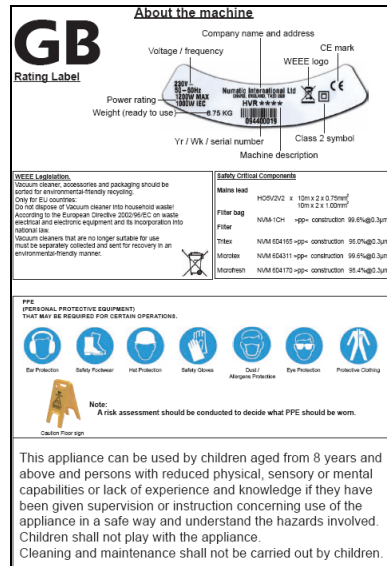 About the machine
GB
Rating Label
Company name and address
Voltage / frequency
CE mark
WEEE logo
Power rating
Weight (ready to use)
230V~
50-60Hz
1200W MAX
1000W IEC
6.75 KG
Numatic International Ltd
CHARD, ENGLAND, TA20 2GB
HVR ****
094400019
CE
Class 2 symbol
Yr / Wk / serial number
Machine description
WEEE Legislation.
Vacuum cleaner, accessories and packaging should be
sorted for environmental-friendly recycling.
Only for EU countries:
Do not dispose of Vacuum cleaner into household waste!
According to the European Directive 2002/96/EC on waste
electrical and electronic equipment and its incorporation into
national law.
Vacuum cleaners that are no longer suitable for use
must be separately collected and sent for recovery in an
environmental-friendly manner.
Safety Critical Components
Mains lead
HO5V2V2 x 10m x 2 x 0.75mm²
10m x 2 x 1.00mm²
Filter bag
NVM-1CH >pp< construction 99.6%@0.3µm
Filter
Tritex NVM 604165 >pp< construction 96.0%@0.3µm
Microtex NVM 604311 >pp< construction 99.6%@0.3µm
Microfresh NVM 604170 >pp< construction 98.4%@0.3µm
PPE
(PERSONAL PROTECTIVE EQUIPMENT)
THAT MAY BE REQUIRED FOR CERTAIN OPERATIONS.
Ear Protection
Safety Footwear
Hat Protection
Safety Gloves
Dust / Allergens Protection
Eye Protection
Protective Clothing
Note:
A risk assessment should be conducted to decide what PPE should be worn.
Caution Floor sign
This appliance can be used by children aged from 8 years and
above and persons with reduced physical, sensory or mental
capabilities or lack of experience and knowledge if they have
been given supervision or instruction concerning use of the
appliance in a safe way and understand the hazards involved.
Children shall not play with the appliance.
Cleaning and maintenance shall not be carried out by children.